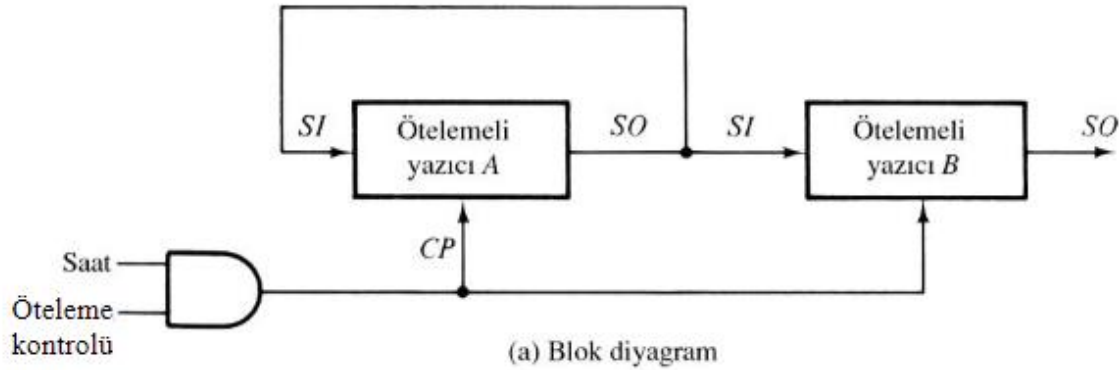 SI
Ötelemeli
yazıcı A
SO
SI
Ötelemeli
yazıcı B
SO
CP
Saat
Öteleme
kontrolü
(a) Blok diyagram